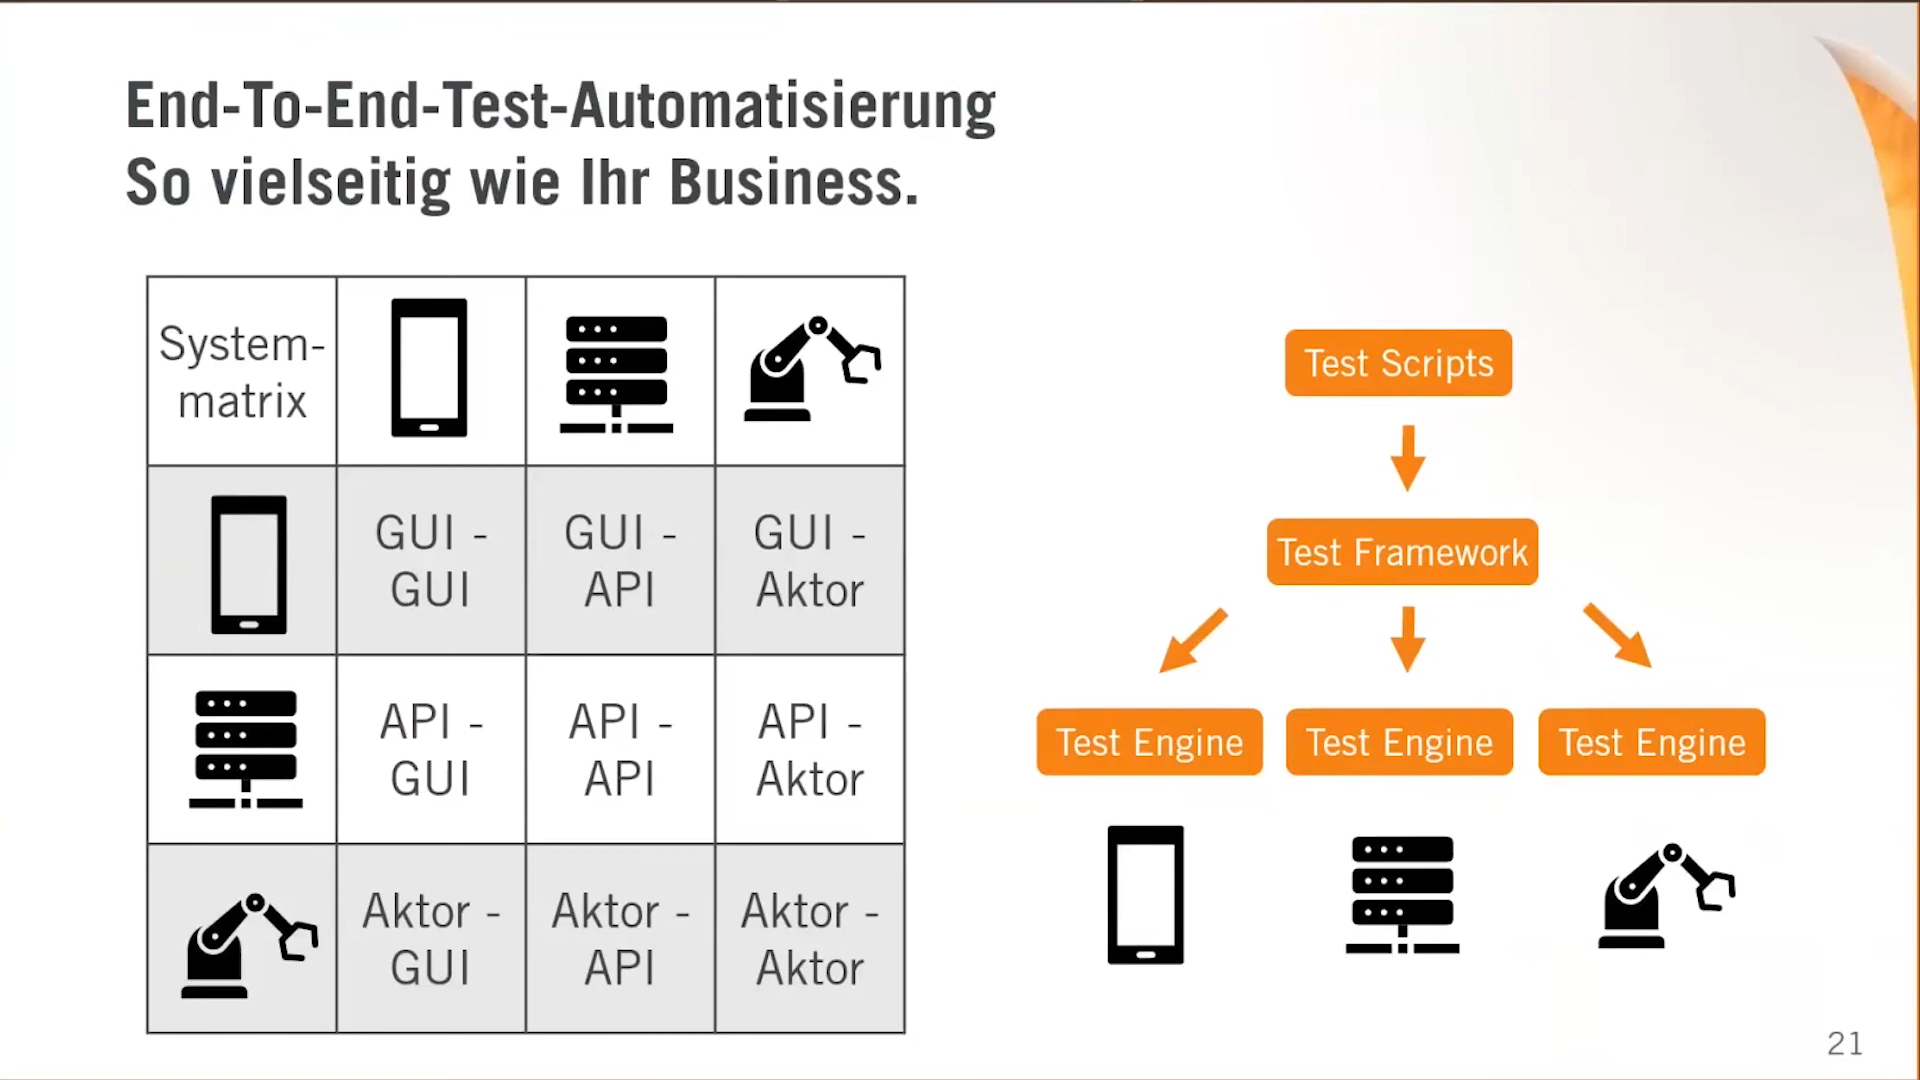 End-To-End-Test-Automatisierung
So vielseitig wie Ihr Business.
System-
matrix
GUI -
GUI
GUI -
API
GUI -
Aktor
API -
GUI
API -
API
API -
Aktor
Aktor -
GUI
Aktor -
API
Aktor -
Aktor
Test Scripts
Test Framework
Test Engine
Test Engine
Test Engine
21